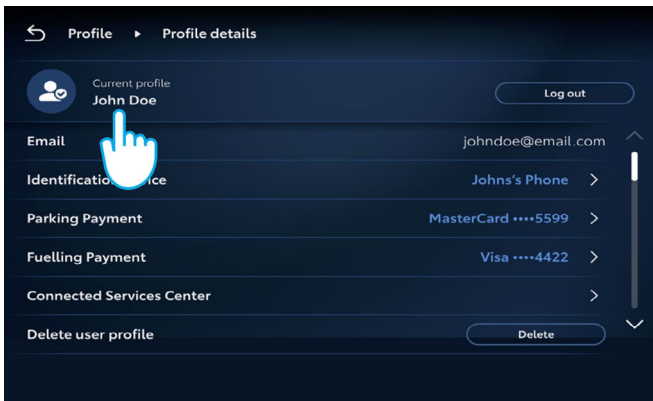 Profile ▸ Profile details
Current profile
John Doe
Log out
Email johndoe@email.com
Identification Johns's Phone
Parking Payment MasterCard ••••5599
Fuelling Payment Visa ••••4422
Connected Services Center
Delete user profile Delete